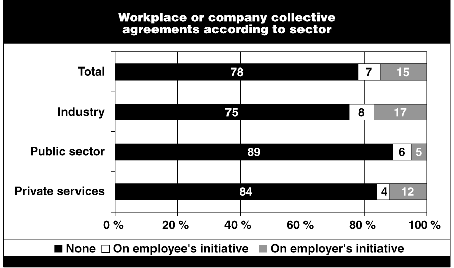 Workplace or company collective
agreements according to sector
Total 78 7 15
Industry 75 8 17
Public sector 89 6 5
Private services 84 4 12
0 % 20 % 40 % 60 % 80 % 100 %
None On employee's initiative On employer's initiative